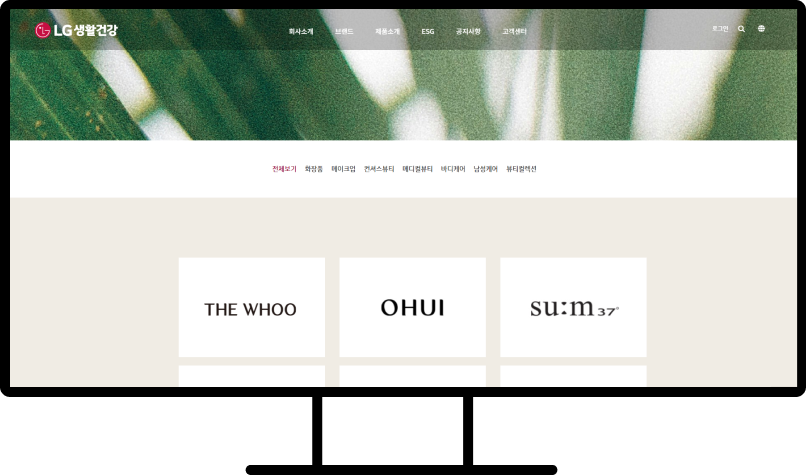 LG생활건강
회사소개 브랜드 제품소개 ESG 공지사항 고객센터
로그인
전체보기 화장품 메이크업 컨셔스뷰티 메디컬뷰티 바디케어 남성케어 뷰티컬렉션
THE WHOO
OHUI
su:m37°